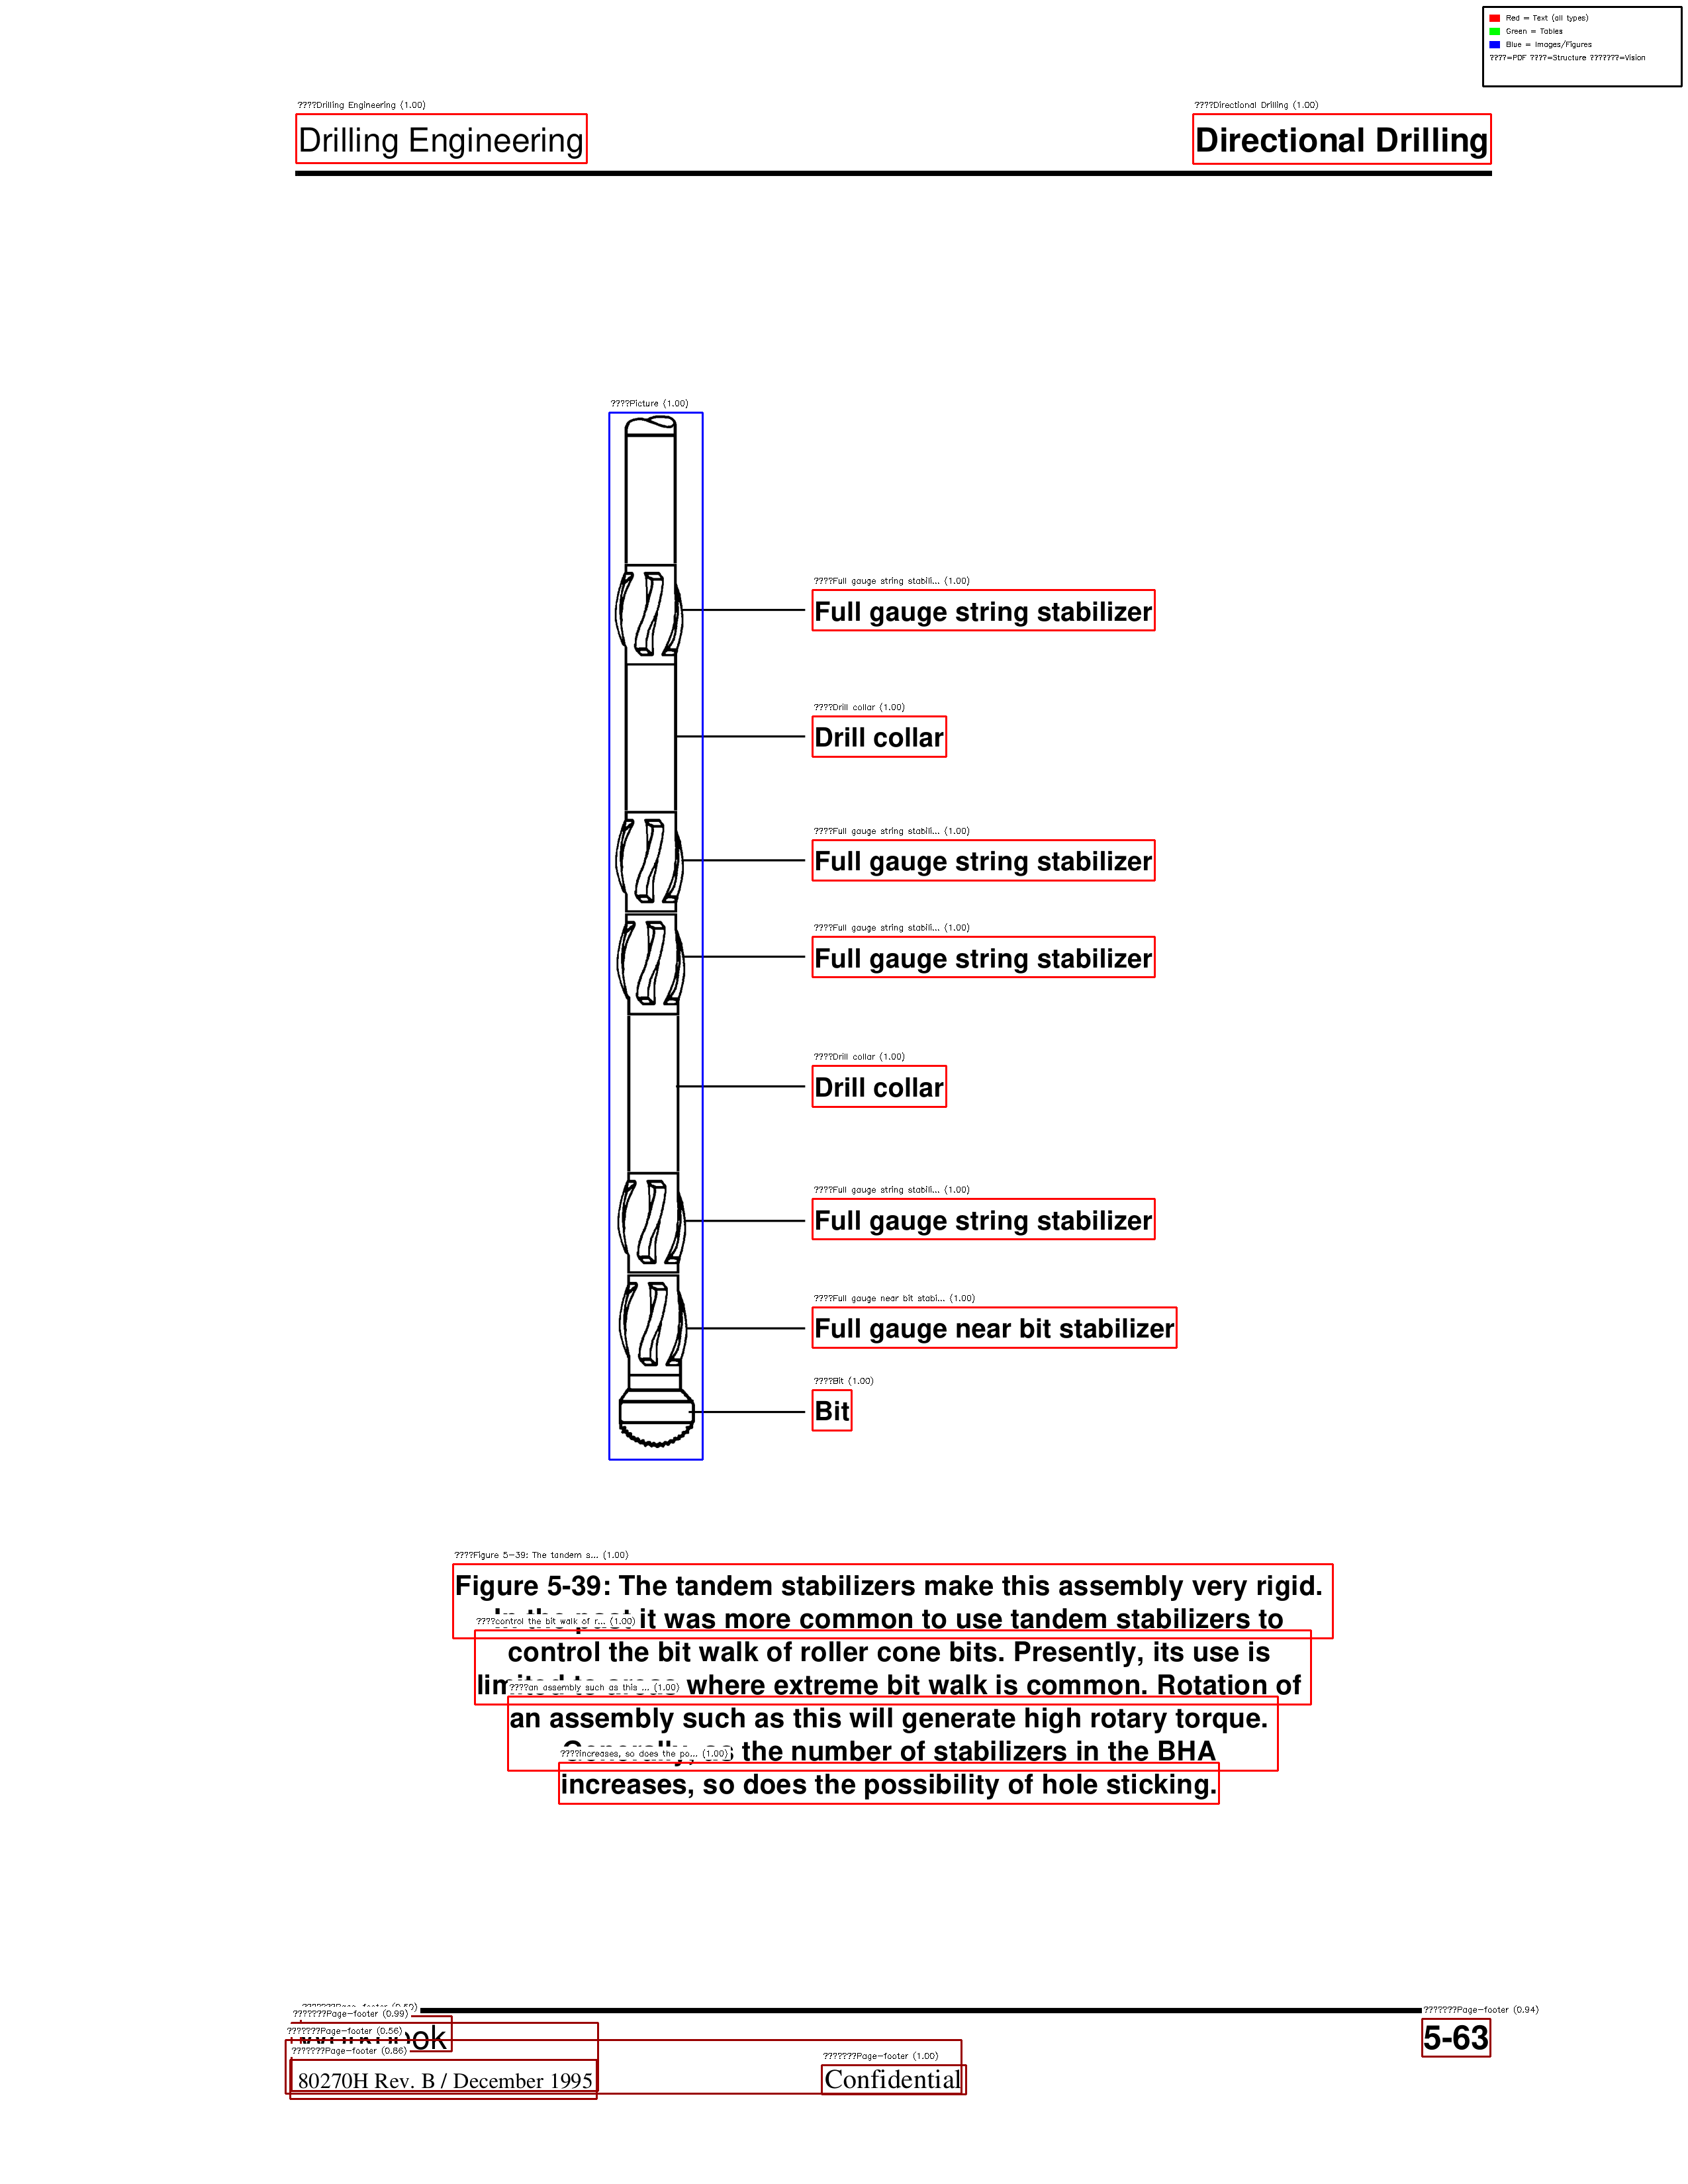 Red = Text (all types)
Green = Tables
Blue = Images/Figures
????=PDF ????=Structure ???????=Vision
????Drilling Engineering (1.00)
????Directional Drilling (1.00)
Drilling Engineering
Directional Drilling
????Picture (1.00)
????Full gauge string stabili... (1.00)
Full gauge string stabilizer
????Drill collar (1.00)
Drill collar
????Full gauge string stabili... (1.00)
Full gauge string stabilizer
????Full gauge string stabili... (1.00)
Full gauge string stabilizer
????Drill collar (1.00)
Drill collar
????Full gauge string stabili... (1.00)
Full gauge string stabilizer
????Full gauge near bit stabi... (1.00)
Full gauge near bit stabilizer
????Bit (1.00)
Bit
????Figure 5-39: The tandem s... (1.00)
Figure 5-39: The tandem stabilizers make this assembly very rigid.
In the past it was more common to use tandem stabilizers to
????control the bit walk of r... (1.00)
control the bit walk of roller cone bits. Presently, its use is
limited to areas where extreme bit walk is common. Rotation of
????an assembly such as this ... (1.00)
an assembly such as this will generate high rotary torque.
Generally, as the number of stabilizers in the BHA
????increases, so does the po... (1.00)
increases, so does the possibility of hole sticking.
???????Page-footer (0.99)
???????Page-footer (0.94)
???????Page-footer (0.56)
Workbook
5-63
???????Page-footer (0.86)
???????Page-footer (1.00)
80270H Rev. B / December 1995
Confidential